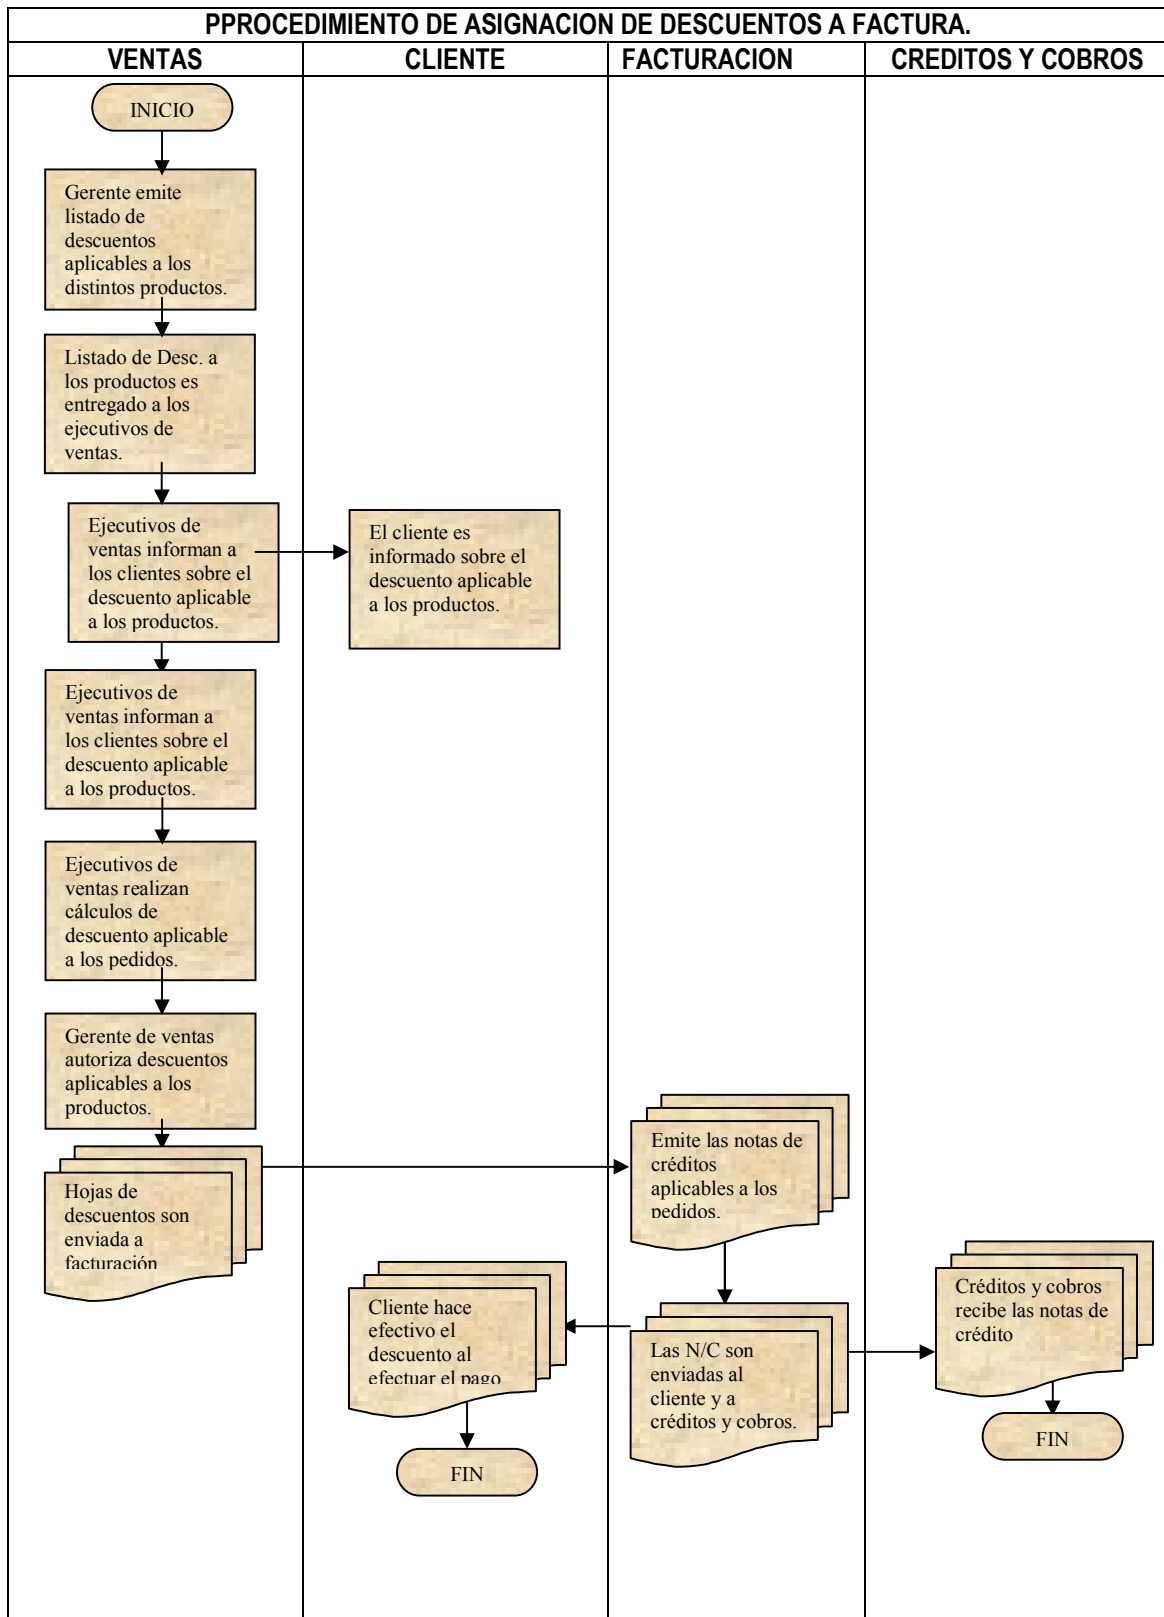 PPROCEDIMIENTO DE ASIGNACION DE DESCUENTOS A FACTURA.
VENTAS
CLIENTE
FACTURACION
CREDITOS Y COBROS
INICIO
Gerente emite
listado de
descuentos
aplicables a los
distintos productos.
Listado de Desc. a
los productos es
entregado a los
ejecutivos de
ventas.
Ejecutivos de
ventas informan a
los clientes sobre el
descuento aplicable
a los productos.
El cliente es
informado sobre el
descuento aplicable
a los productos.
Ejecutivos de
ventas informan a
los clientes sobre el
descuento aplicable
a los productos.
Ejecutivos de
ventas realizan
cálculos de
descuento aplicable
a los pedidos.
Gerente de ventas
autoriza descuentos
aplicables a los
productos.
Hojas de
descuentos son
enviada a
facturación
Emite las notas de
créditos
aplicables a los
pedidos.
Cliente hace
efectivo el
descuento al
efectuar el pago
Las N/C son
enviadas al
cliente y a
créditos y cobros.
Créditos y cobros
recibe las notas de
crédito
FIN
FIN